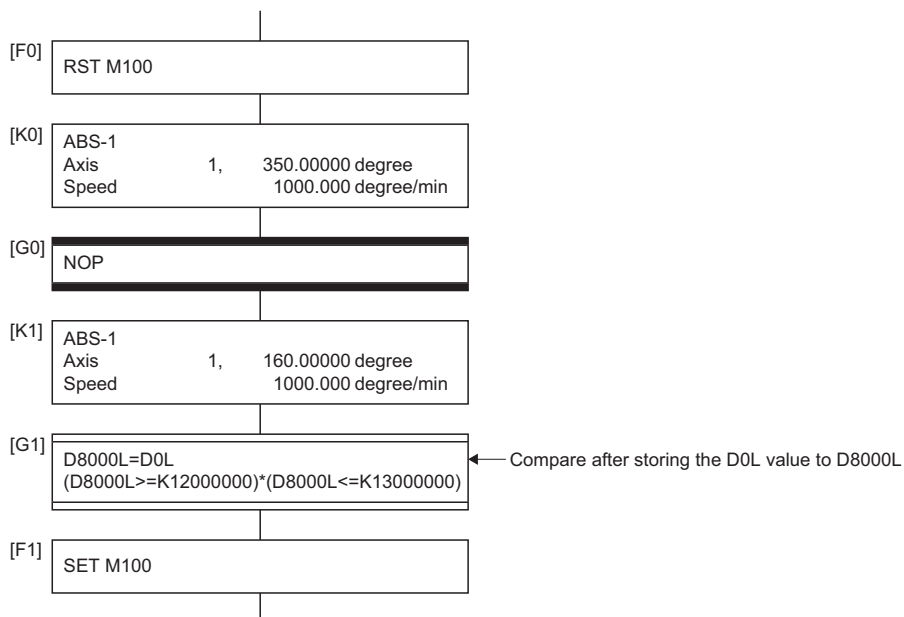 [F0]
RST M100
[K0]
ABS-1
Axis 1, 350.00000 degree
Speed 1000.000 degree/min
[G0]
NOP
[K1]
ABS-1
Axis 1, 160.00000 degree
Speed 1000.000 degree/min
[G1]
D8000L=D0L
(D8000L>=K12000000)*(D8000L<=K13000000)
Compare after storing the D0L value to D8000L
[F1]
SET M100